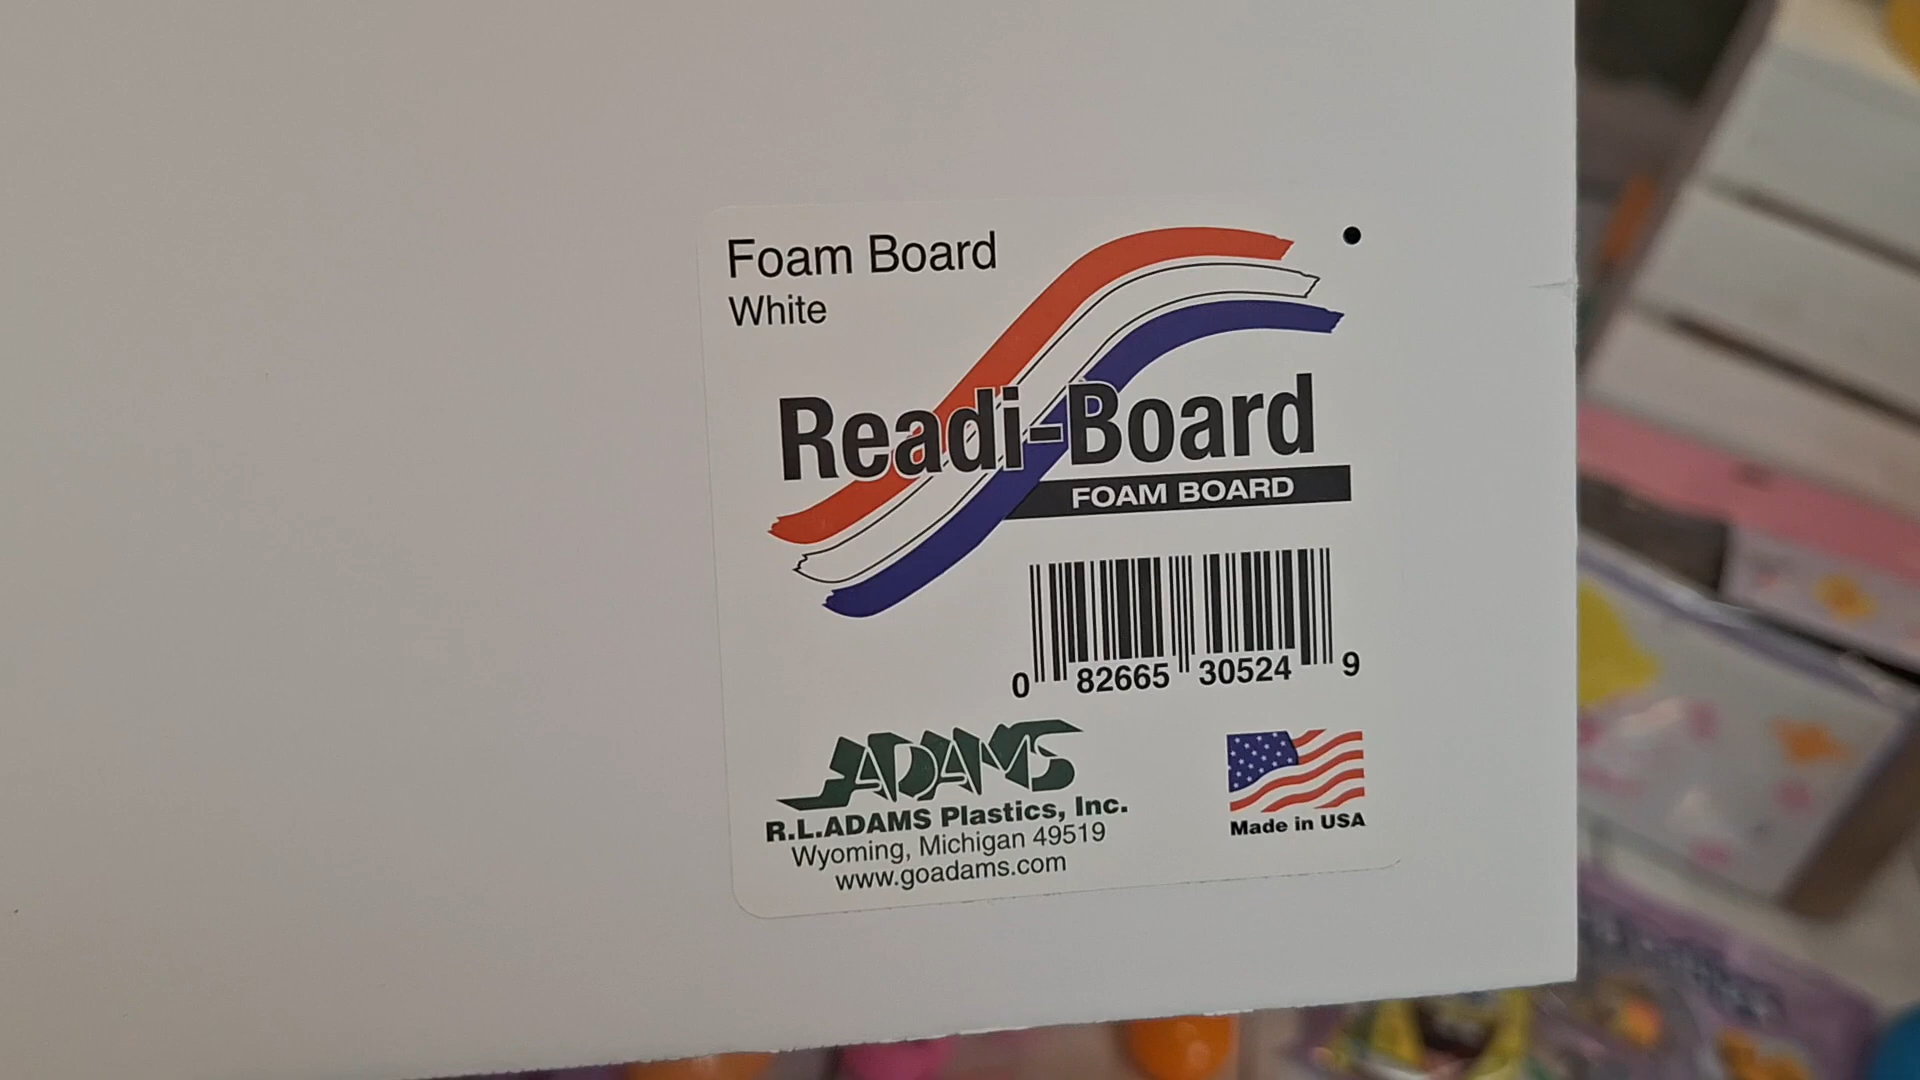 Foam Board
White
Readi-Board
FOAM BOARD
0 82665 30524 9
ADAMS
R.L.ADAMS Plastics, Inc.
Wyoming, Michigan 49519
www.goadams.com
Made in USA